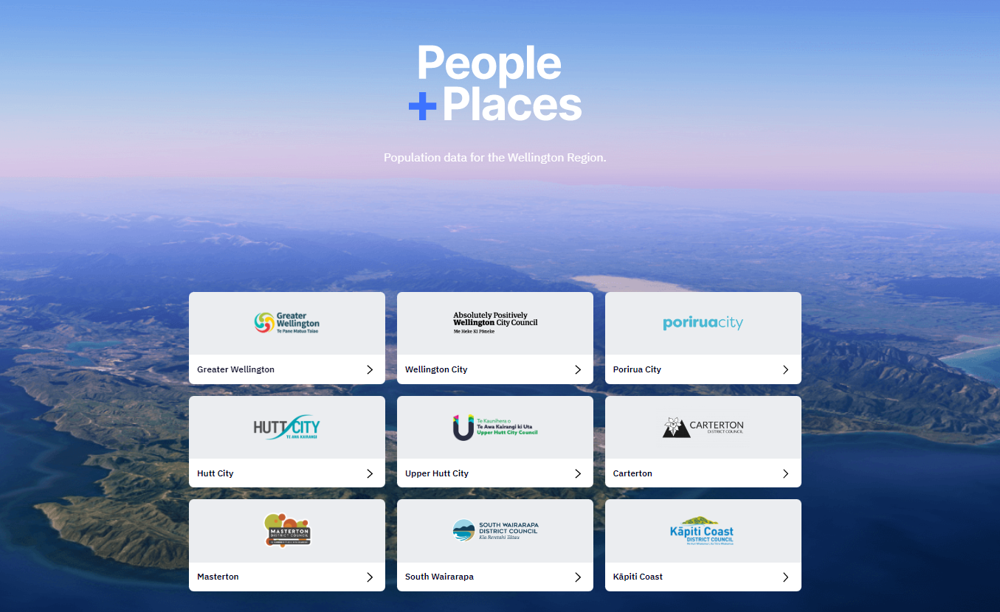 People
+Places
Population data for the Wellington Region.
Greater
Wellington
Te Pane Matua Taiao
Greater Wellington
Absolutely Positively
Wellington City Council
Me Heke Ki Pōneke
Wellington City
poriruacity
Porirua City
HUTT CITY
TE AWA KAIRANGI
Hutt City
Te Kaunihera o
Te Awa Kairangi ki Uta
Upper Hutt City Council
Upper Hutt City
CARTERTON
DISTRICT COUNCIL
Carterton
MASTERTON
DISTRICT COUNCIL
Masterton
SOUTH WAIRARAPA
DISTRICT COUNCIL
Kia Reretahi Tātau
South Wairarapa
Kāpiti Coast
DISTRICT COUNCIL
Kāpiti Coast